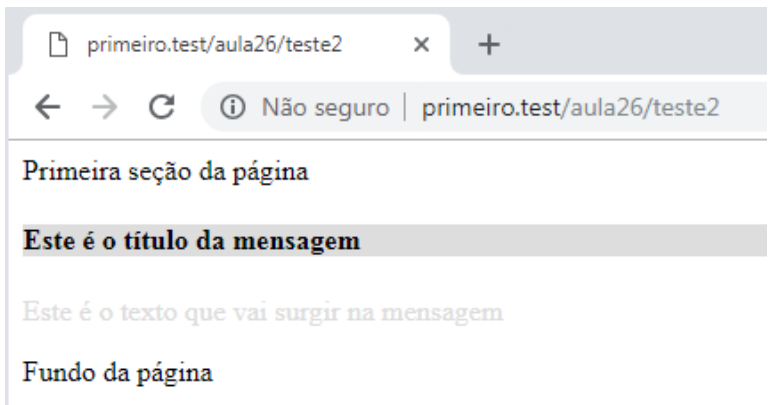 primeiro.test/aula26/teste2
Não seguro | primeiro.test/aula26/teste2
Primeira seção da página
Este é o título da mensagem
Este é o texto que vai surgir na mensagem
Fundo da página